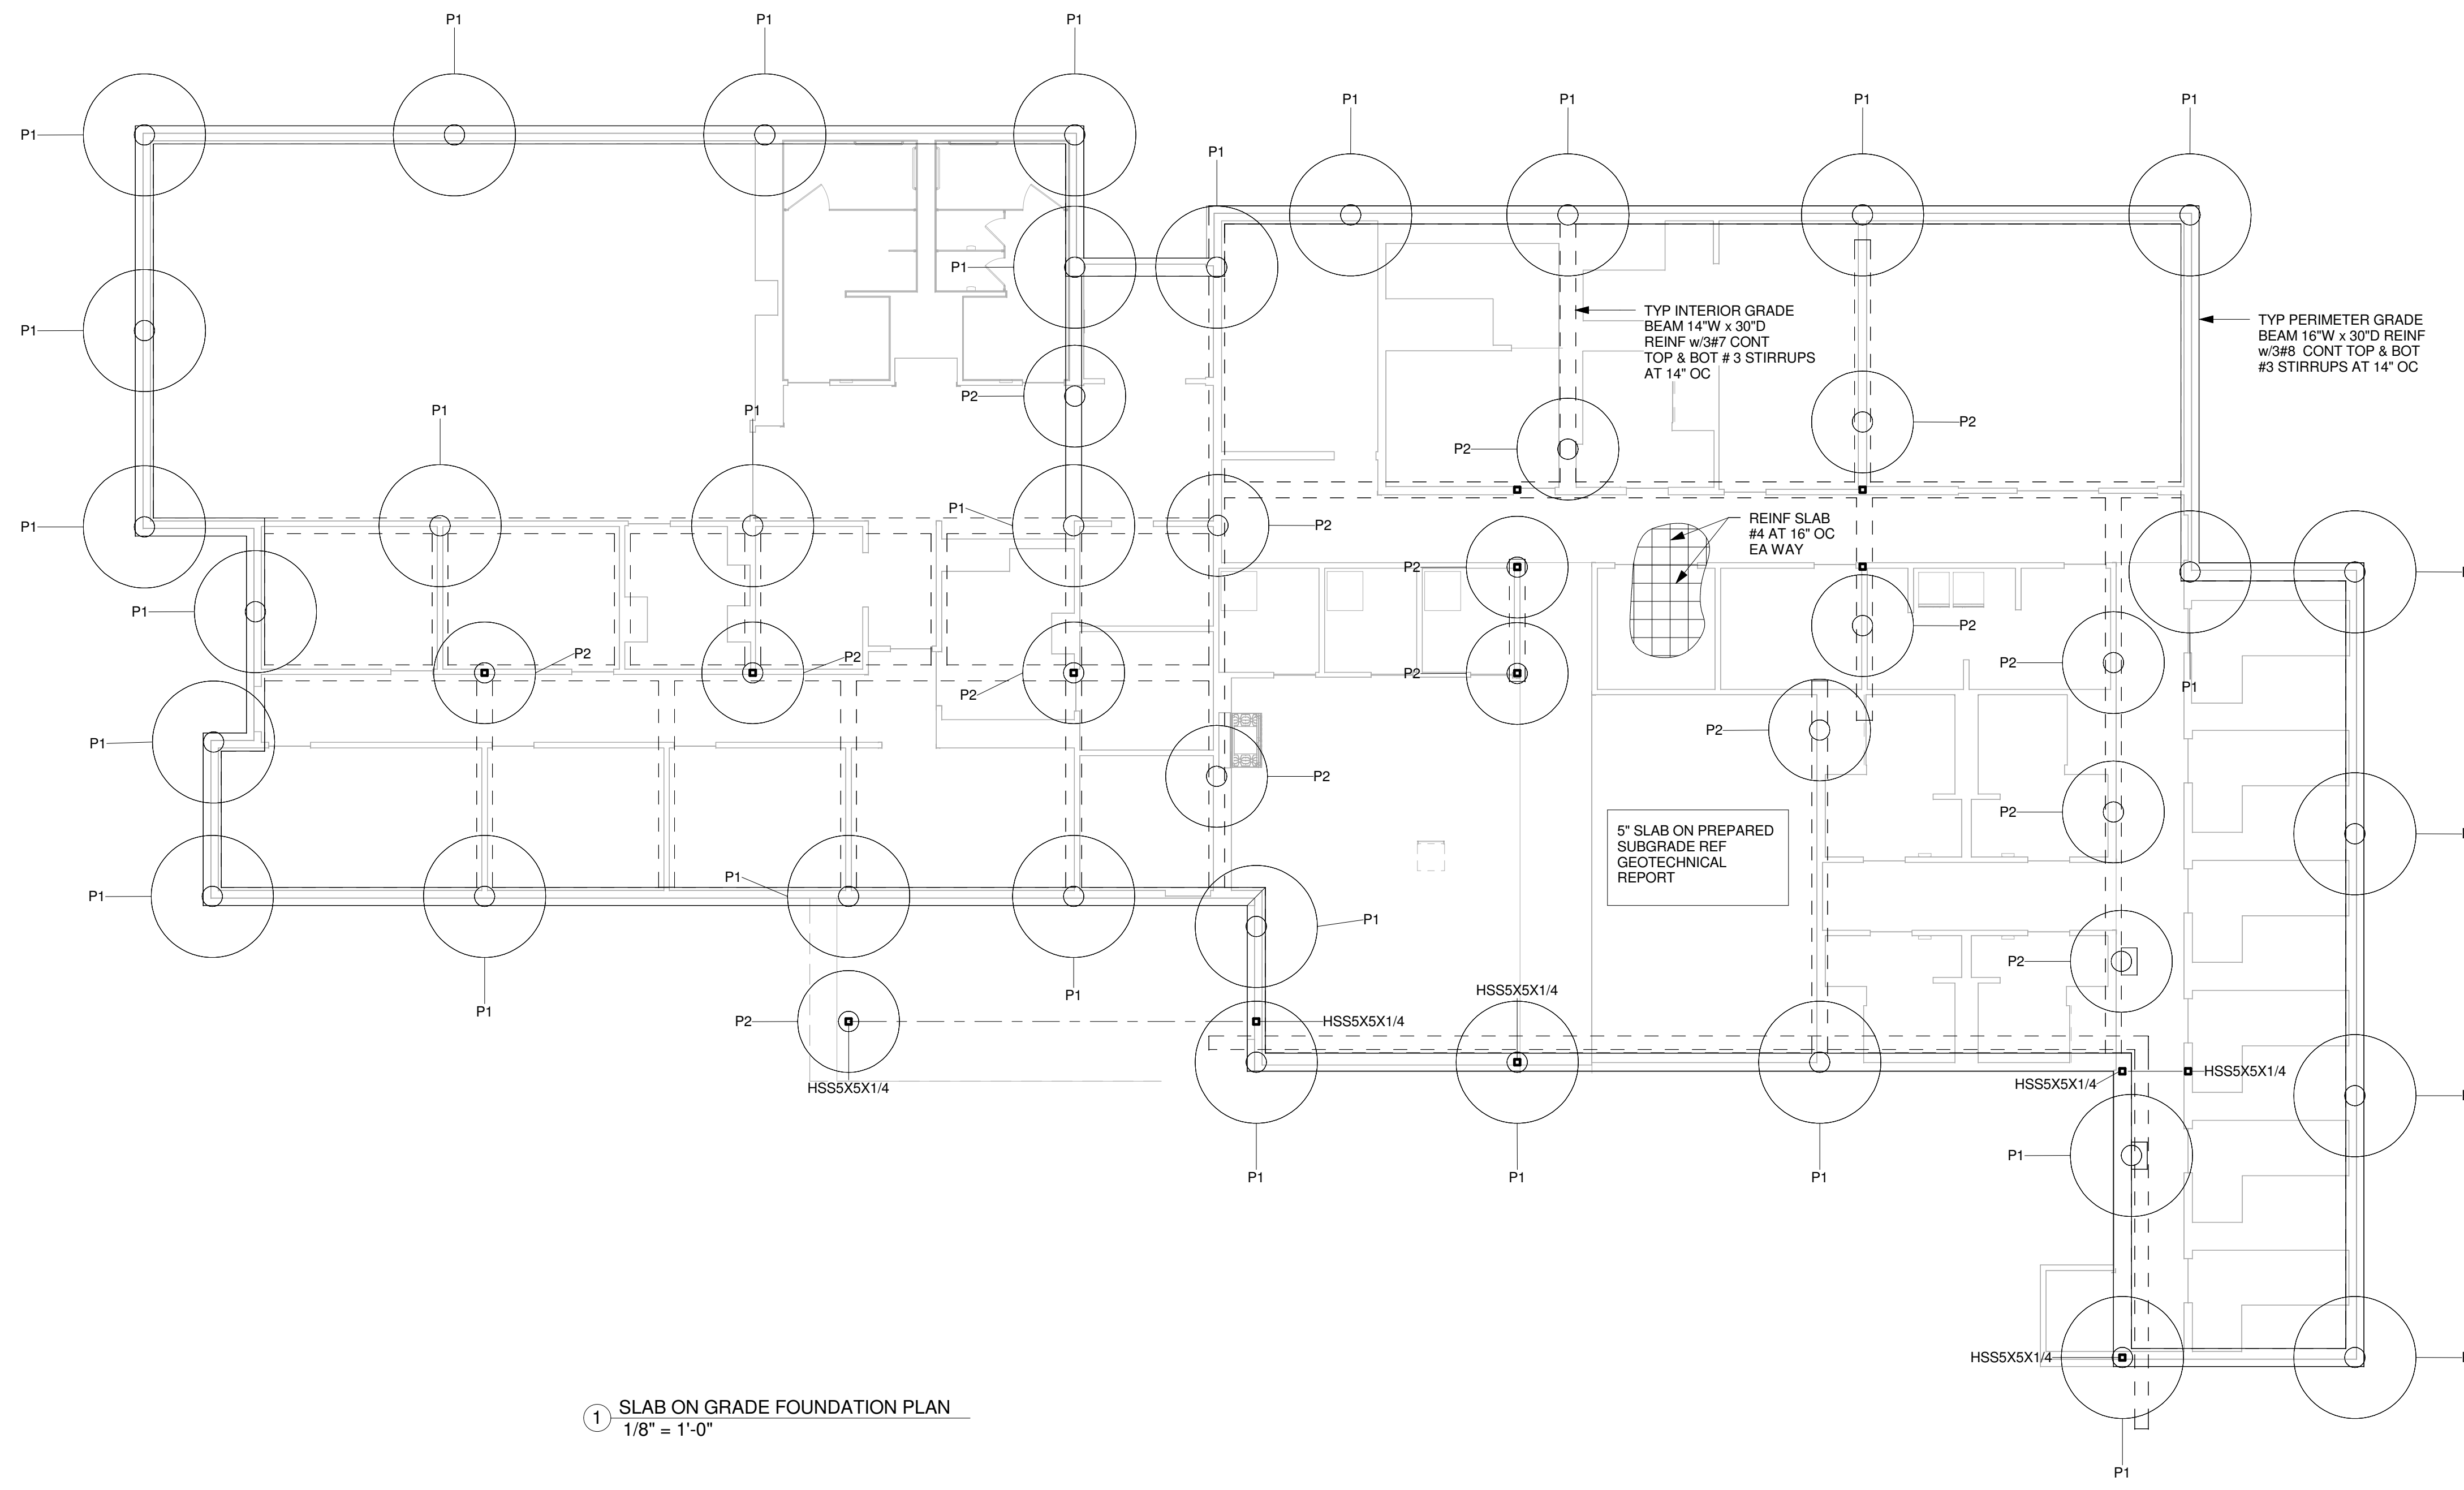 P1
P1
P1
P1
P1
P1
P1
P1
P1
P1
P1
TYP INTERIOR GRADE
BEAM 14"W x 30"D
REINF w/3#7 CONT
TOP & BOT # 3 STIRRUPS
AT 14" OC
TYP PERIMETER GRADE
BEAM 16"W x 30"D REINF
w/3#8  CONT TOP & BOT
#3 STIRRUPS AT 14" OC
P1
P2
P1
P1
P2
P2
P1
P1
P2
REINF SLAB
#4 AT 16" OC
EA WAY
P2
P1
P2
P2
P2
P2
P2
P2
P1
P2
P1
P2
P2
P2
5" SLAB ON PREPARED
SUBGRADE REF
GEOTECHNICAL
REPORT
P1
P1
P1
P2
P1
P1
HSS5X5X1/4
P2
HSS5X5X1/4
HSS5X5X1/4
HSS5X5X1/4
HSS5X5X1/4
P1
P1
P1
P1
HSS5X5X1/4
P1
1
SLAB ON GRADE FOUNDATION PLAN
1/8" = 1'-0"